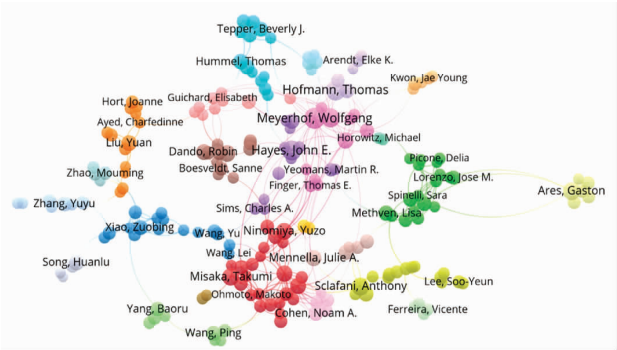 Tepper, Beverly J.
Hummel, Thomas
Arendt, Elke K.
Kwon, Jae Young
Hofmann, Thomas
Hort, Joanne
Guichard, Elisabeth
Ayed, Charfedinne
Meyerhof, Wolfgang
Liu, Yuan
Horowitz, Michael
Dando, Robin
Hayes, John E.
Picone, Delia
Zhao, Mouming
Boesveldt, Sanne
Yeomans, Martin R.
Lorenzo, Jose M.
Finger, Thomas E.
Ares, Gaston
Spinelli, Sara
Zhang, Yuyu
Sims, Charles A.
Methven, Lisa
Xiao, Zuobing
Wang, Yu
Ninomiya, Yuzo
Wang, Lei
Mennella, Julie A.
Song, Huanlu
Misaka, Takumi
Sclafani, Anthony
Lee, Soo-Yeun
Ohmoto, Makoto
Yang, Baoru
Cohen, Noam A.
Ferreira, Vicente
Wang, Ping